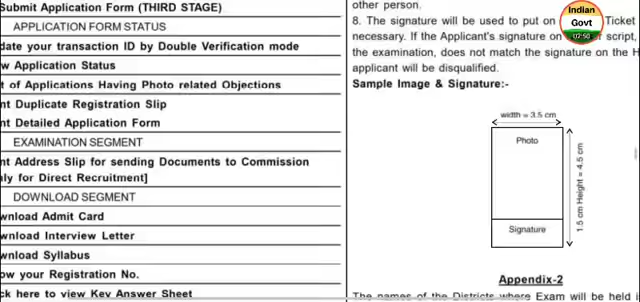 Submit Application Form (THIRD STAGE)
APPLICATION FORM STATUS
date your transaction ID by Double Verification mode
w Application Status
t of Applications Having Photo related Objections
nt Duplicate Registration Slip
nt Detailed Application Form
EXAMINATION SEGMENT
nt Address Slip for sending Documents to Commission
nly for Direct Recruitment]
DOWNLOAD SEGMENT
wnload Admit Card
wnload Interview Letter
wnload Syllabus
ow your Registration No.
ck here to view Key Answer Sheet
other person.
8. The signature will be used to put on Ticket
necessary. If the Applicant's signature on script,
the examination, does not match the signature on the H
applicant will be disqualified.
Sample Image & Signature:-
width = 3.5 cm
Photo
Signature
1.5 cm Height = 4.5 cm
Appendix-2
The names of the Districts where Exam will be held i
Indian
Govt
07:50